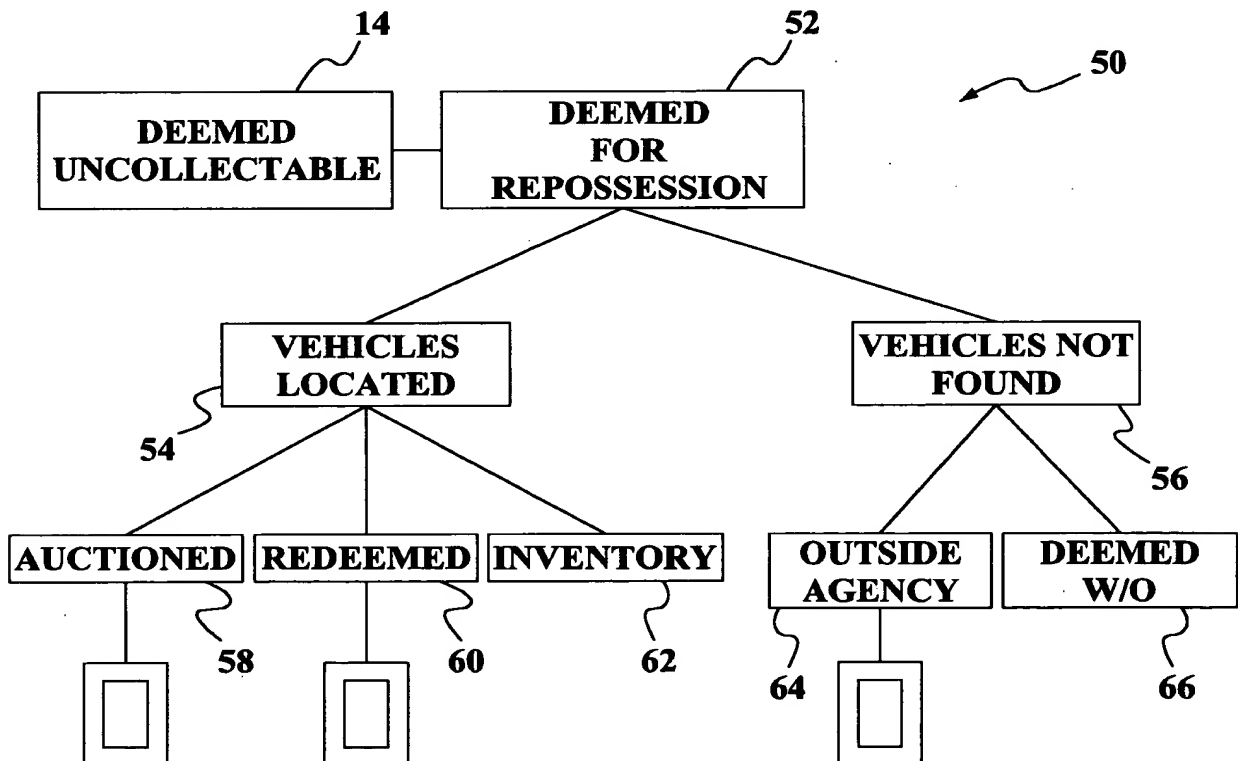 14
52
50
DEEMED
UNCOLLECTABLE
DEEMED
FOR
REPOSSESSION
VEHICLES
LOCATED
VEHICLES NOT
FOUND
54
56
AUCTIONED
REDEEMED
INVENTORY
OUTSIDE
AGENCY
DEEMED
W/O
58
60
62
64
66